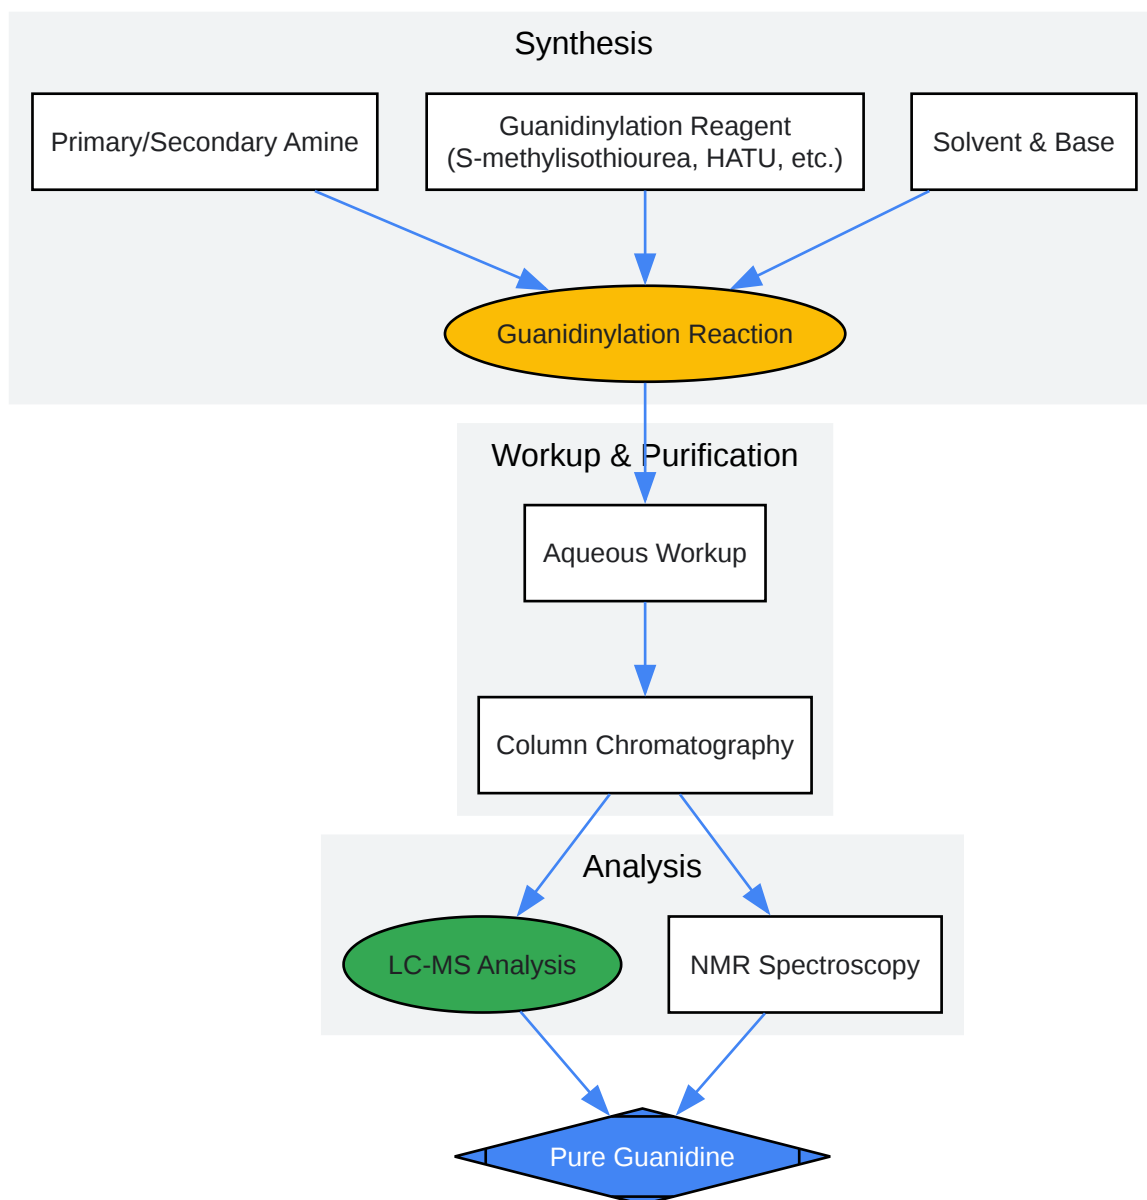 Synthesis
Primary/Secondary Amine
Guanidinylation Reagent
(S-methylisothiourea, HATU, etc.)
Solvent & Base
Guanidinylation Reaction
Workup & Purification
Aqueous Workup
Column Chromatography
Analysis
LC-MS Analysis
NMR Spectroscopy
Pure Guanidine